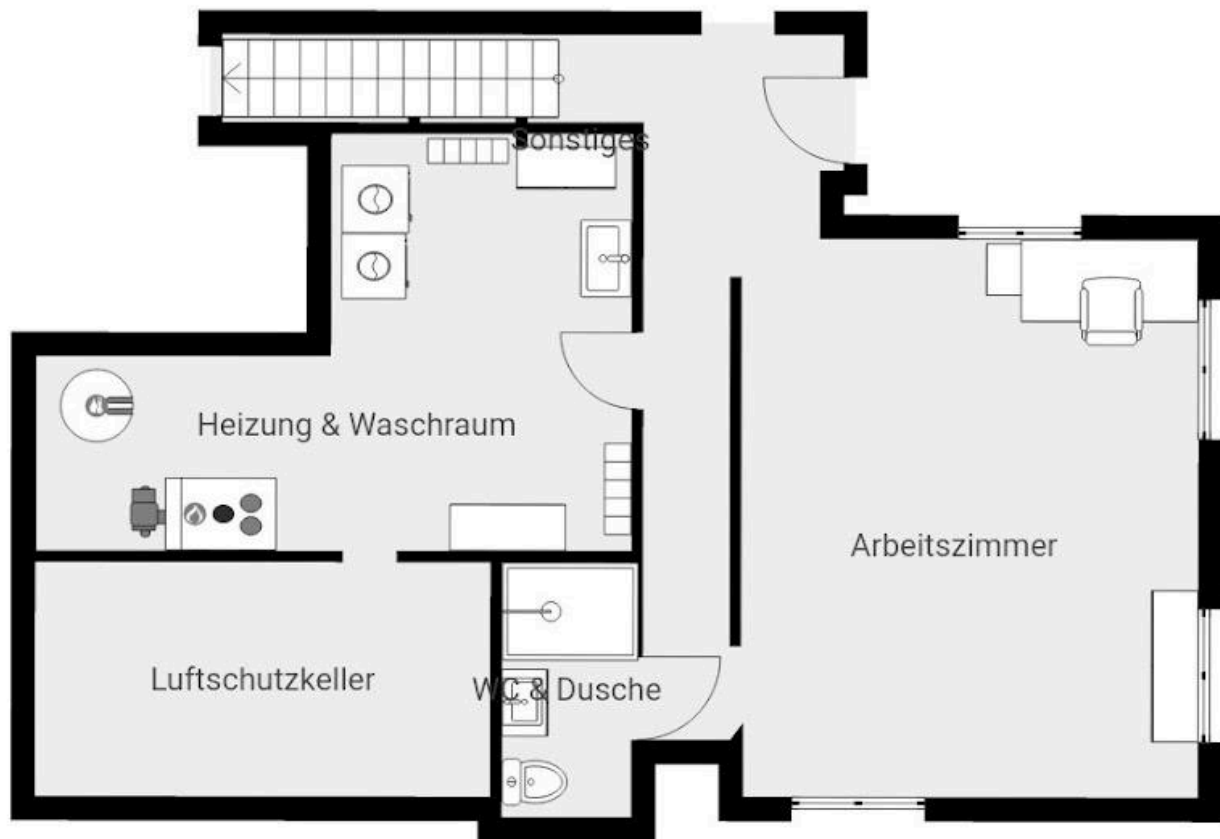 Sonstiges
Heizung & Waschraum
Arbeitszimmer
Luftschutzkeller
WC & Dusche